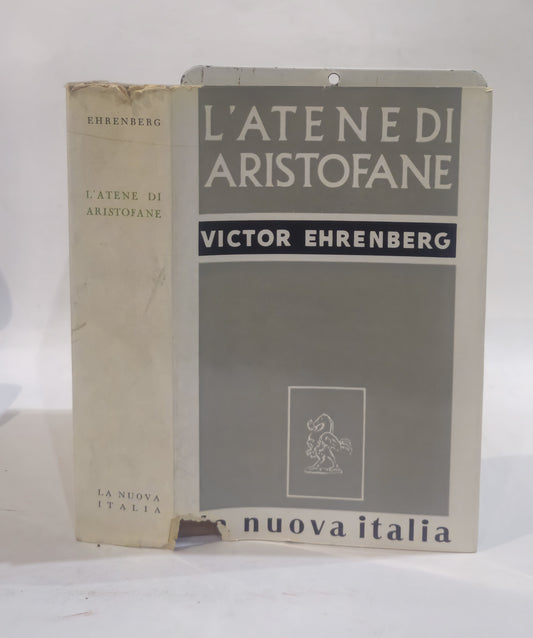 EHRENBERG
L'ATENE DI
ARISTOFANE
LA NUOVA
ITALIA
L'ATENE DI
ARISTOFANE
VICTOR EHRENBERG
nuova italia